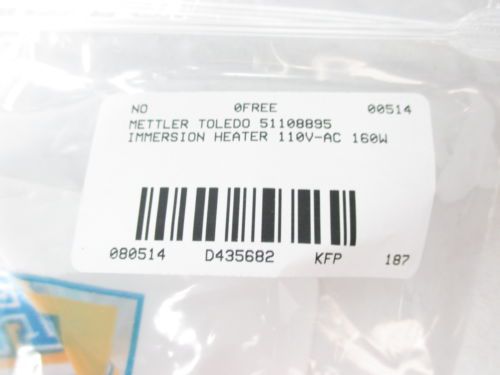 NO 0FREE 00514
METTLER TOLEDO 51108895
IMMERSION HEATER 110V-AC 160W
080514 D435682 KFP 187